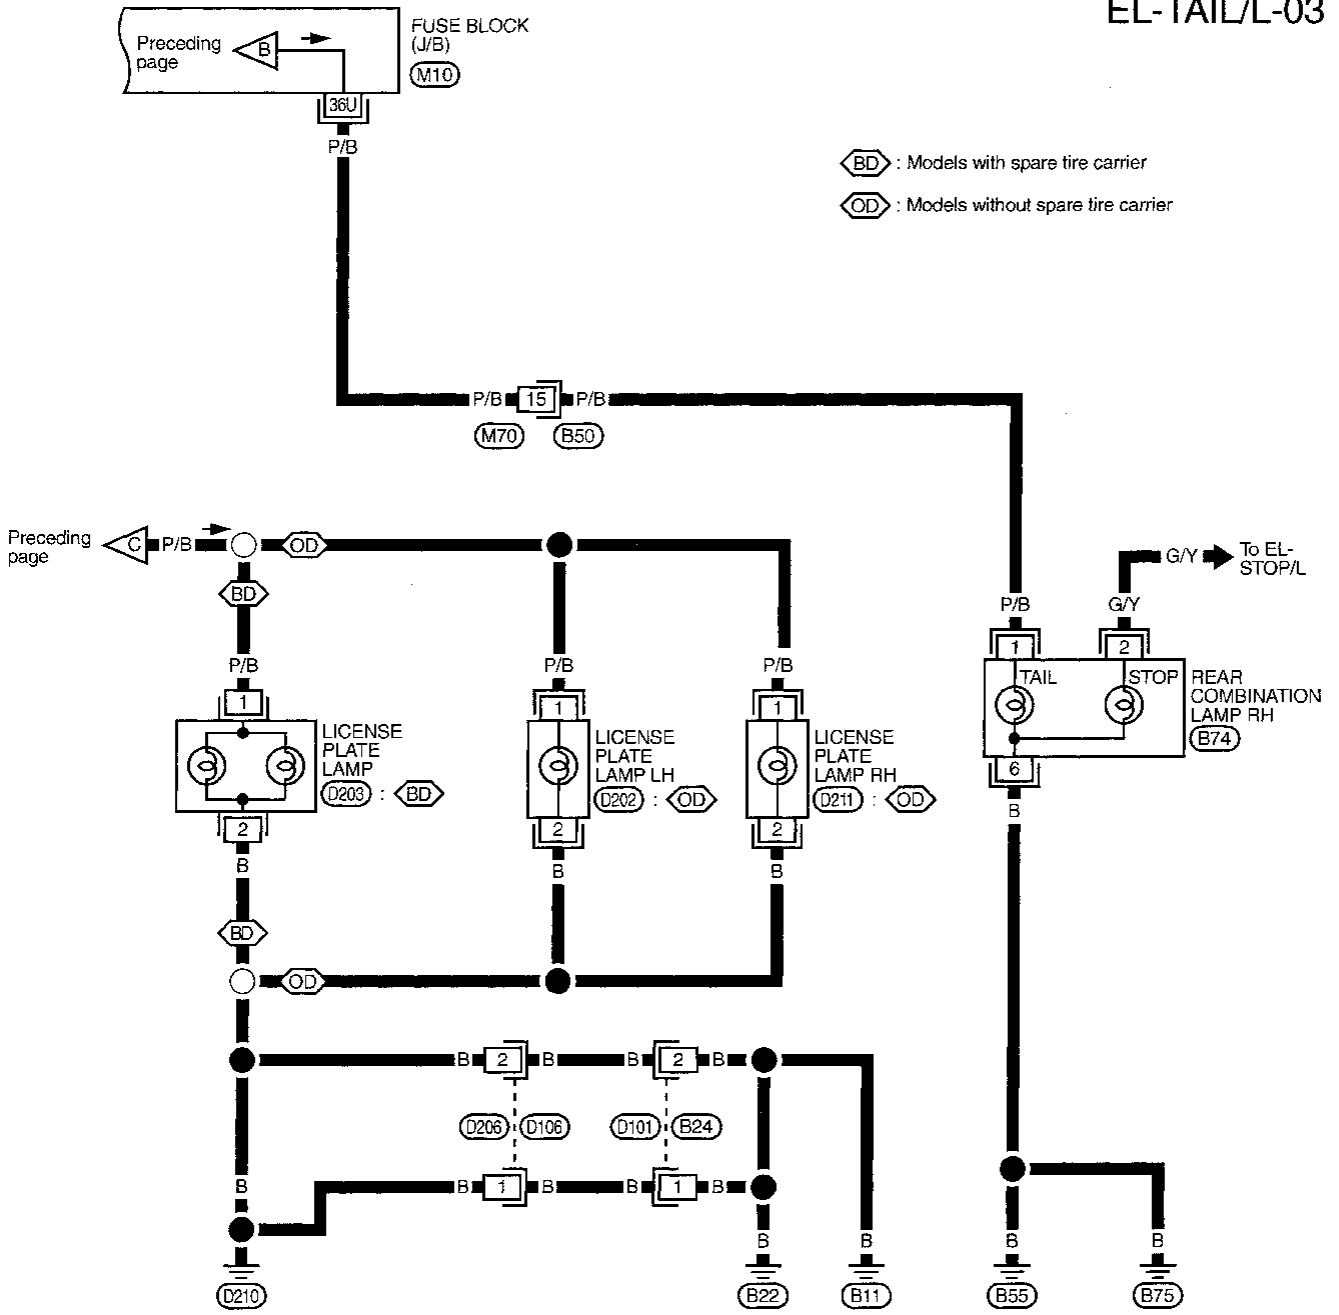 EL-TAIL/L-03
FUSE BLOCK
(J/B)
M10
Preceding
page
B
36U
P/B
BD : Models with spare tire carrier
OD : Models without spare tire carrier
P/B 15 P/B
M70 B50
Preceding
page
C P/B OD
BD
G/Y To EL-
STOP/L
P/B G/Y
P/B P/B P/B
1 2
TAIL STOP
REAR
COMBINATION
LAMP RH
B74
6
B
1 1 1
LICENSE
PLATE
LAMP
D203 : BD
LICENSE
PLATE
LAMP LH
D202 : OD
LICENSE
PLATE
LAMP RH
D211 : OD
2 2 2
B B B
BD
OD
B 2 B B 2 B
D206 D106 D101 B24
B B 1 B B 1 B
B B B B
D210 B22 B11 B55 B75